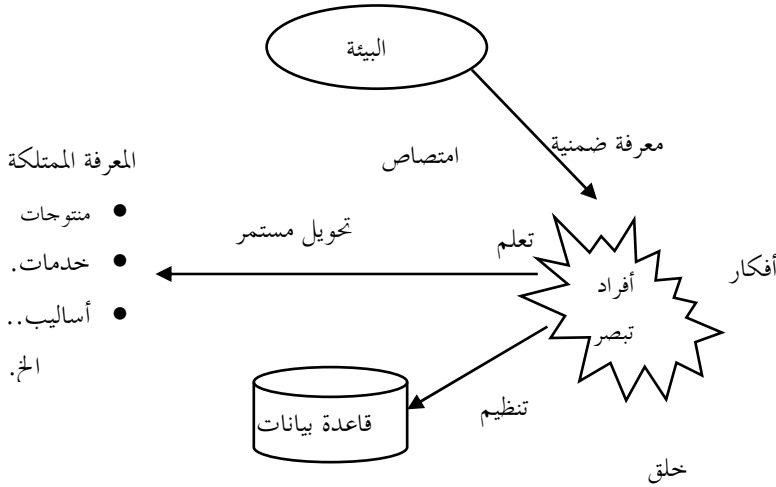 البيئة
معرفة ضمنية
امتصاص
المعرفة الممتلكة
منتوجات
تحويل مستمر
تعلم
خدمات.
أفكار
أفراد
أساليب..
تبصر
الخ.
تنظيم
قاعدة بيانات
خلق